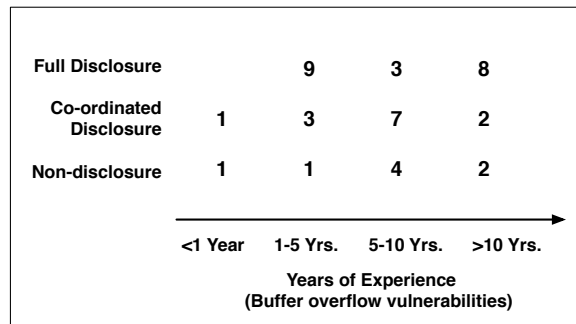 Full Disclosure 9 3 8
Co-ordinated
Disclosure 1 3 7 2
Non-disclosure 1 1 4 2
<1 Year 1-5 Yrs. 5-10 Yrs. >10 Yrs.
Years of Experience
(Buffer overflow vulnerabilities)